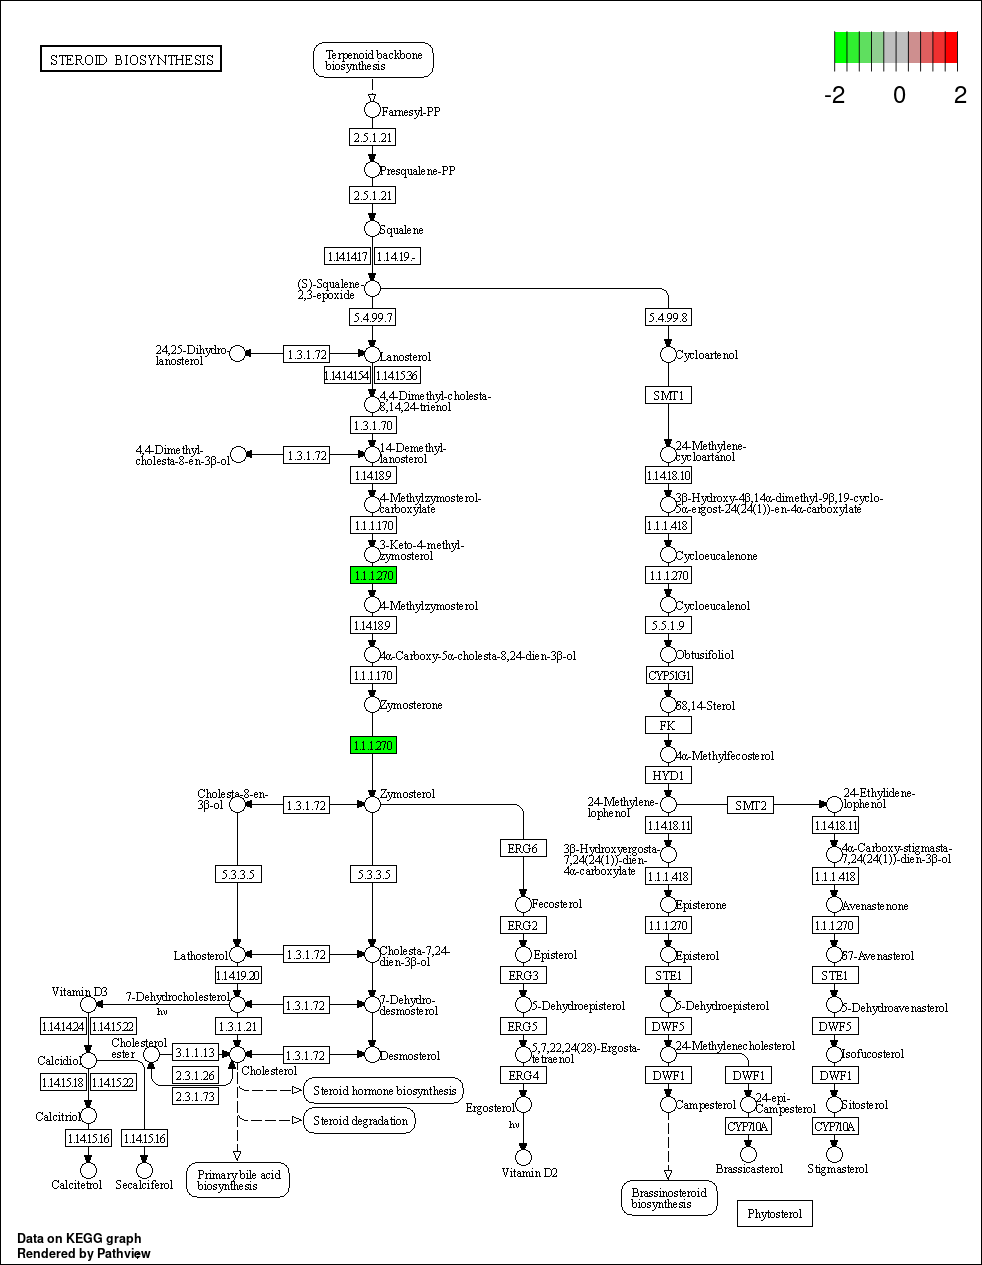 STEROID BIOSYNTHESIS
Terpenoid backbone
biosynthesis
-2
0
2
Farnesyl-PP
2.5.1.21
Presqualene-PP
2.5.1.21
Squalene
1.14.14.17
1.14.19.-
(S)-Squalene-
2,3-epoxide
5.4.99.7
5.4.99.8
24,25-Dihydro-
lanosterol
1.3.1.72
Lanosterol
Cycloartenol
1.14.14.154
1.14.15.36
SMT1
4,4-Dimethyl-cholesta-
8,14,24-trienol
1.3.1.70
4,4-Dimethyl-
cholesta-8-en-3β-ol
1.3.1.72
14-Demethyl-
lanosterol
24-Methylene-
cycloartanol
1.14.18.9
1.14.18.10
4-Methylzymosterol-
carboxylate
3β-Hydroxy-4β,14α-dimethyl-9β,19-cyclo-
5α-ergost-24(24(1))-en-4α-carboxylate
1.1.1.170
1.1.1.418
3-Keto-4-methyl-
zymosterol
Cycloeucalenone
1.1.1.270
1.1.1.270
4-Methylzymosterol
Cycloeucalenol
1.14.18.9
5.5.1.9
4α-Carboxy-5α-cholesta-8,24-dien-3β-ol
Obtusifoliol
1.1.1.170
CYP51G1
Zymosterone
δ8,14-Sterol
FK
1.1.1.270
4α-Methylfecosterol
HYD1
Cholesta-8-en-
3β-ol
1.3.1.72
Zymosterol
24-Methylene-
lophenol
SMT2
24-Ethylidene-
lophenol
1.14.18.11
1.14.18.11
ERG6
3β-Hydroxyergosta-
7,24(24(1))-dien-
4α-carboxylate
4α-Carboxy-stigmasta-
7,24(24(1))-dien-3β-ol
5.3.3.5
5.3.3.5
1.1.1.418
1.1.1.418
Fecosterol
Episterone
Avenastenone
ERG2
1.1.1.270
1.1.1.270
Lathosterol
1.3.1.72
Cholesta-7,24-
dien-3β-ol
Episterol
Episterol
δ7-Avenasterol
1.14.19.20
ERG3
STE1
STE1
Vitamin D3
7-Dehydrocholesterol
hν
1.3.1.72
7-Dehydro-
desmosterol
5-Dehydroepisterol
5-Dehydroepisterol
5-Dehydroavenasterol
1.14.14.24
1.14.15.22
1.3.1.21
ERG5
DWF5
DWF5
Cholesterol
ester
3.1.1.13
1.3.1.72
Desmosterol
5,7,22,24(28)-Ergosta-
tetraenol
24-Methylenecholesterol
Isofucosterol
Calcidiol
Cholesterol
2.3.1.26
2.3.1.73
1.14.15.18
1.14.15.22
ERG4
DWF1
DWF1
DWF1
Steroid hormone biosynthesis
Calcitriol
Ergosterol
Campesterol
24-epi-
Campesterol
Sitosterol
Steroid degradation
hν
CYP710A
CYP710A
1.14.15.16
1.14.15.16
Calcitetrol
Secalciferol
Primary bile acid
biosynthesis
Vitamin D2
Brassicasterol
Stigmasterol
Brassinosteroid
biosynthesis
Phytosterol
Data on KEGG graph
Rendered by Pathview